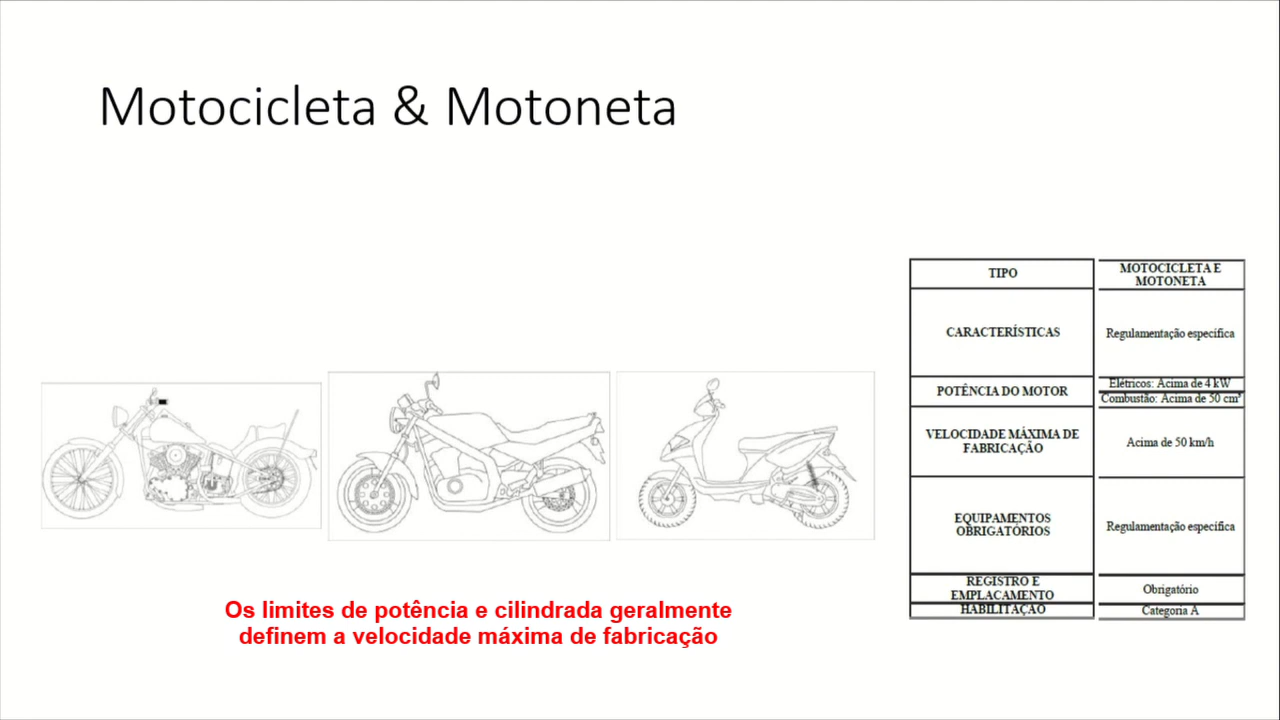 Motocicleta & Motoneta
TIPO
MOTOCICLETA E
MOTONETA
CARACTERÍSTICAS
Regulamentação específica
POTÊNCIA DO MOTOR
Elétricos: Acima de 4 kW
Combustão: Acima de 50 cm³
VELOCIDADE MÁXIMA DE
FABRICAÇÃO
Acima de 50 km/h
EQUIPAMENTOS
OBRIGATÓRIOS
Regulamentação específica
REGISTRO E
EMPLACAMENTO
Obrigatório
HABILITAÇÃO
Categoria A
Os limites de potência e cilindrada geralmente
definem a velocidade máxima de fabricação